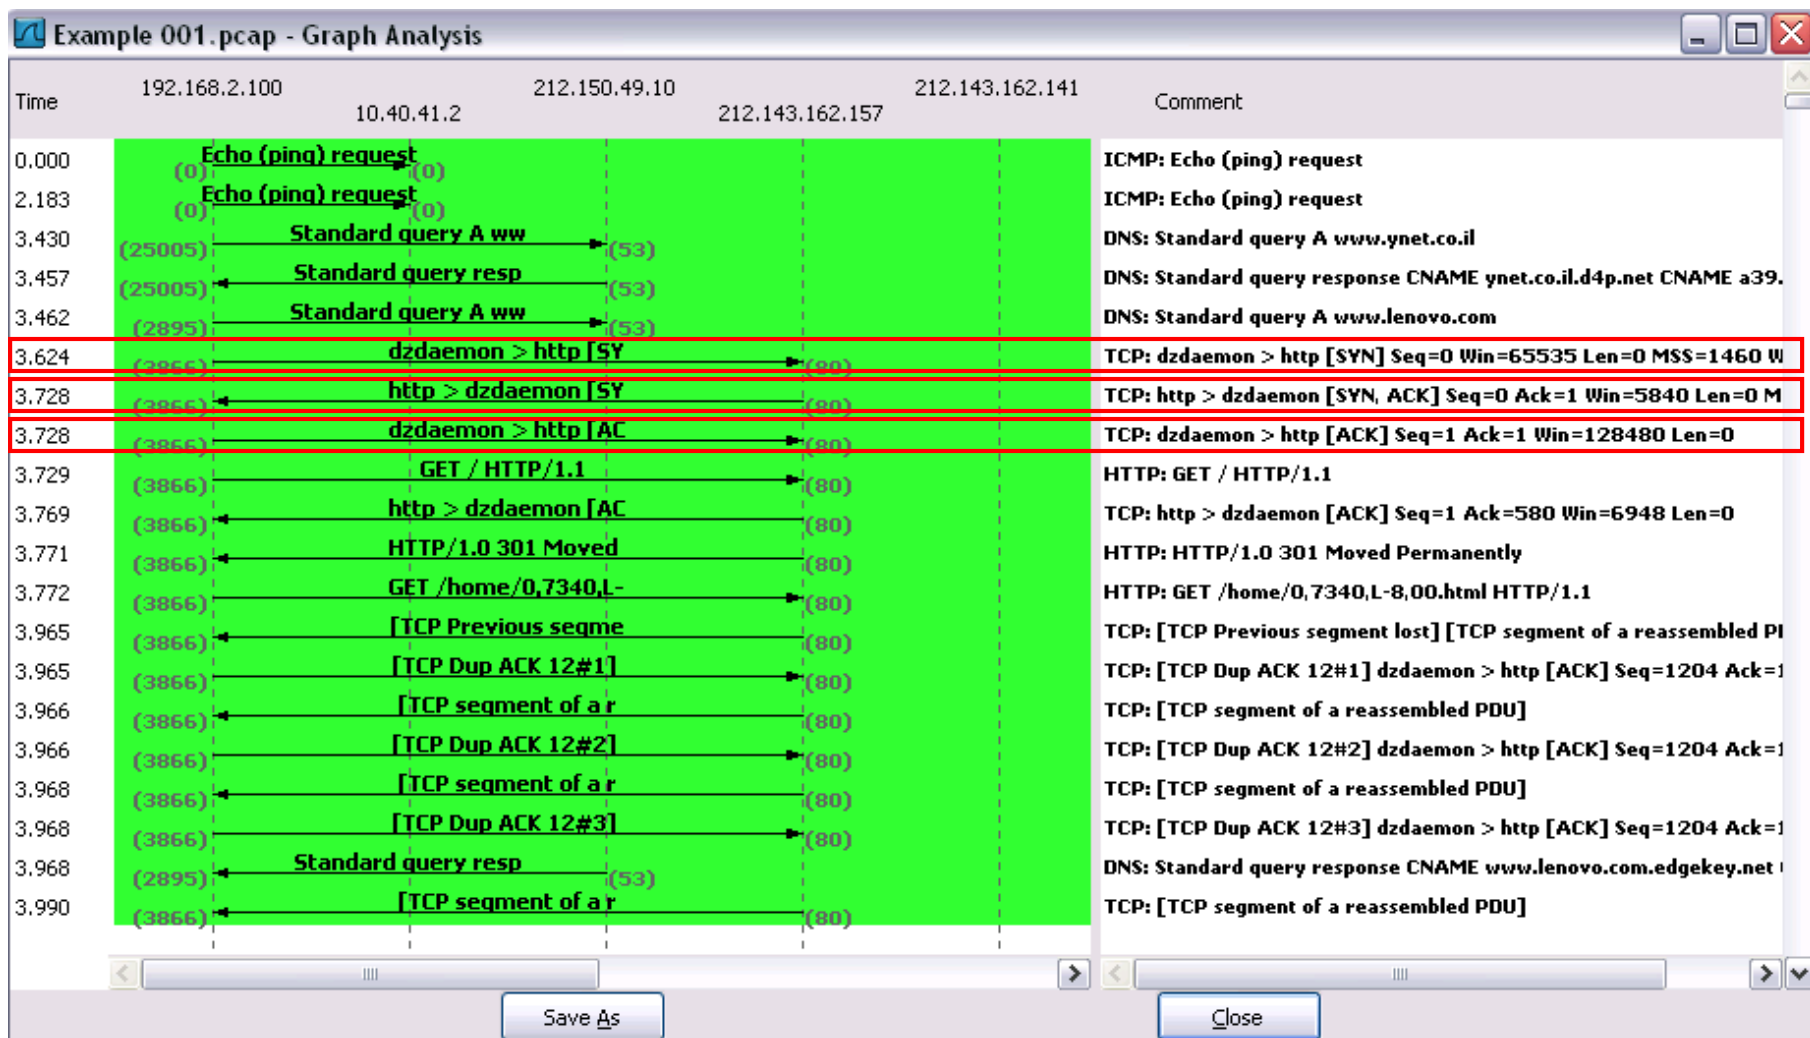 Example 001.pcap - Graph Analysis
192.168.2.100 212.150.49.10 212.143.162.141
Time 10.40.41.2 212.143.162.157 Comment
0.000 Echo (ping) request (0) (0) ICMP: Echo (ping) request
2.183 Echo (ping) request (0) (0) ICMP: Echo (ping) request
3.430 Standard query A ww (25005) (53) DNS: Standard query A www.ynet.co.il
3.457 Standard query resp (25005) (53) DNS: Standard query response CNAME ynet.co.il.d4p.net CNAME a39.
3.462 Standard query A ww (2895) (53) DNS: Standard query A www.lenovo.com
3.624 dzdaemon > http [SY (3866) (80) TCP: dzdaemon > http [SYN] Seq=0 Win=65535 Len=0 MSS=1460 W
3.728 http > dzdaemon [SY (3866) (80) TCP: http > dzdaemon [SYN, ACK] Seq=0 Ack=1 Win=5840 Len=0 M
3.728 dzdaemon > http [AC (3866) (80) TCP: dzdaemon > http [ACK] Seq=1 Ack=1 Win=128480 Len=0
3.729 GET / HTTP/1.1 (3866) (80) HTTP: GET / HTTP/1.1
3.769 http > dzdaemon [AC (3866) (80) TCP: http > dzdaemon [ACK] Seq=1 Ack=580 Win=6948 Len=0
3.771 HTTP/1.0 301 Moved (3866) (80) HTTP: HTTP/1.0 301 Moved Permanently
3.772 GET /home/0,7340,L- (3866) (80) HTTP: GET /home/0,7340,L-8,00.html HTTP/1.1
3.965 [TCP Previous segme (3866) (80) TCP: [TCP Previous segment lost] [TCP segment of a reassembled
3.965 [TCP Dup ACK 12#1] (3866) (80) TCP: [TCP Dup ACK 12#1] dzdaemon > http [ACK] Seq=1204 Ack=1
3.966 [TCP segment of a r (3866) (80) TCP: [TCP segment of a reassembled PDU]
3.966 [TCP Dup ACK 12#2] (3866) (80) TCP: [TCP Dup ACK 12#2] dzdaemon > http [ACK] Seq=1204 Ack=1
3.968 [TCP segment of a r (3866) (80) TCP: [TCP segment of a reassembled PDU]
3.968 [TCP Dup ACK 12#3] (3866) (80) TCP: [TCP Dup ACK 12#3] dzdaemon > http [ACK] Seq=1204 Ack=1
3.968 Standard query resp (2895) (53) DNS: Standard query response CNAME www.lenovo.com.edgekey.net
3.990 [TCP segment of a r (3866) (80) TCP: [TCP segment of a reassembled PDU]
Save As Close